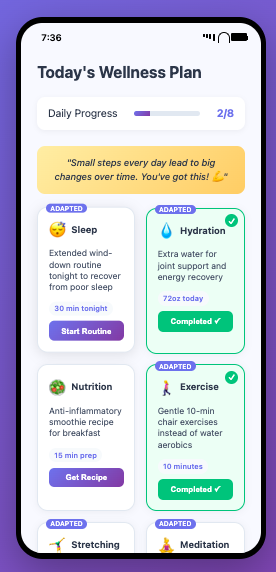 7:36
Today's Wellness Plan
Daily Progress 2/8
"Small steps every day lead to big
changes over time. You've got this! 💪"
ADAPTED
😴 Sleep
Extended wind-
down routine
tonight to recover
from poor sleep
30 min tonight
Start Routine
ADAPTED
💧 Hydration
Extra water for
joint support and
energy recovery
72oz today
Completed ✓
🥗 Nutrition
Anti-inflammatory
smoothie recipe
for breakfast
15 min prep
Get Recipe
ADAPTED
Exercise
Gentle 10-min
chair exercises
instead of water
aerobics
10 minutes
Completed ✓
ADAPTED
Stretching
ADAPTED
Meditation